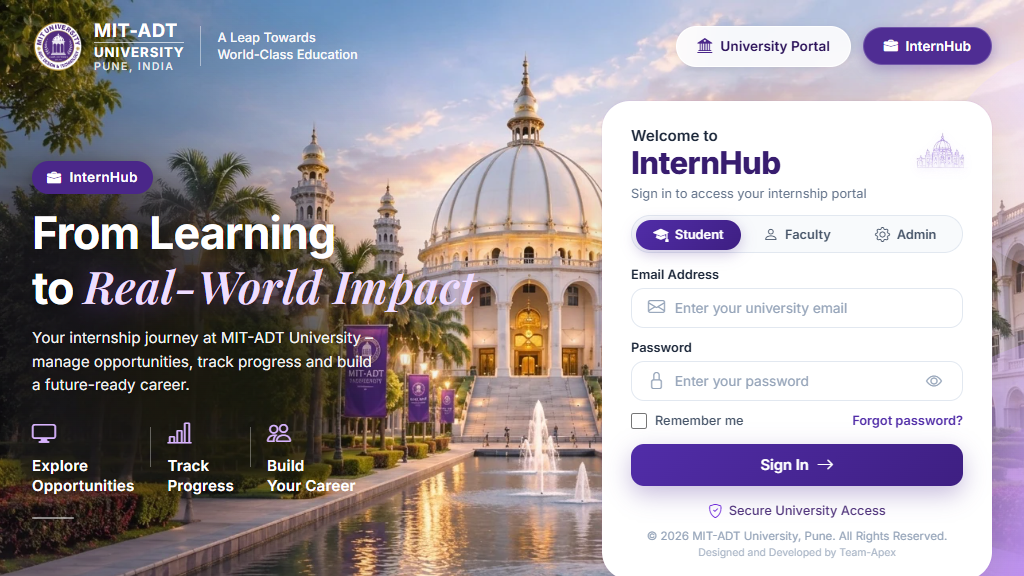 MIT-ADT
UNIVERSITY
PUNE, INDIA
A Leap Towards
World-Class Education
University Portal
InternHub
InternHub
From Learning
to Real-World Impact
Your internship journey at MIT-ADT University –
manage opportunities, track progress and build
a future-ready career.
Explore
Opportunities
Track
Progress
Build
Your Career
MIT-ADT
UNIVERSITY
Welcome to
InternHub
Sign in to access your internship portal
Student
Faculty
Admin
Email Address
Enter your university email
Password
Enter your password
Remember me
Forgot password?
Sign In
Secure University Access
© 2026 MIT-ADT University, Pune. All Rights Reserved.
Designed and Developed by Team-Apex